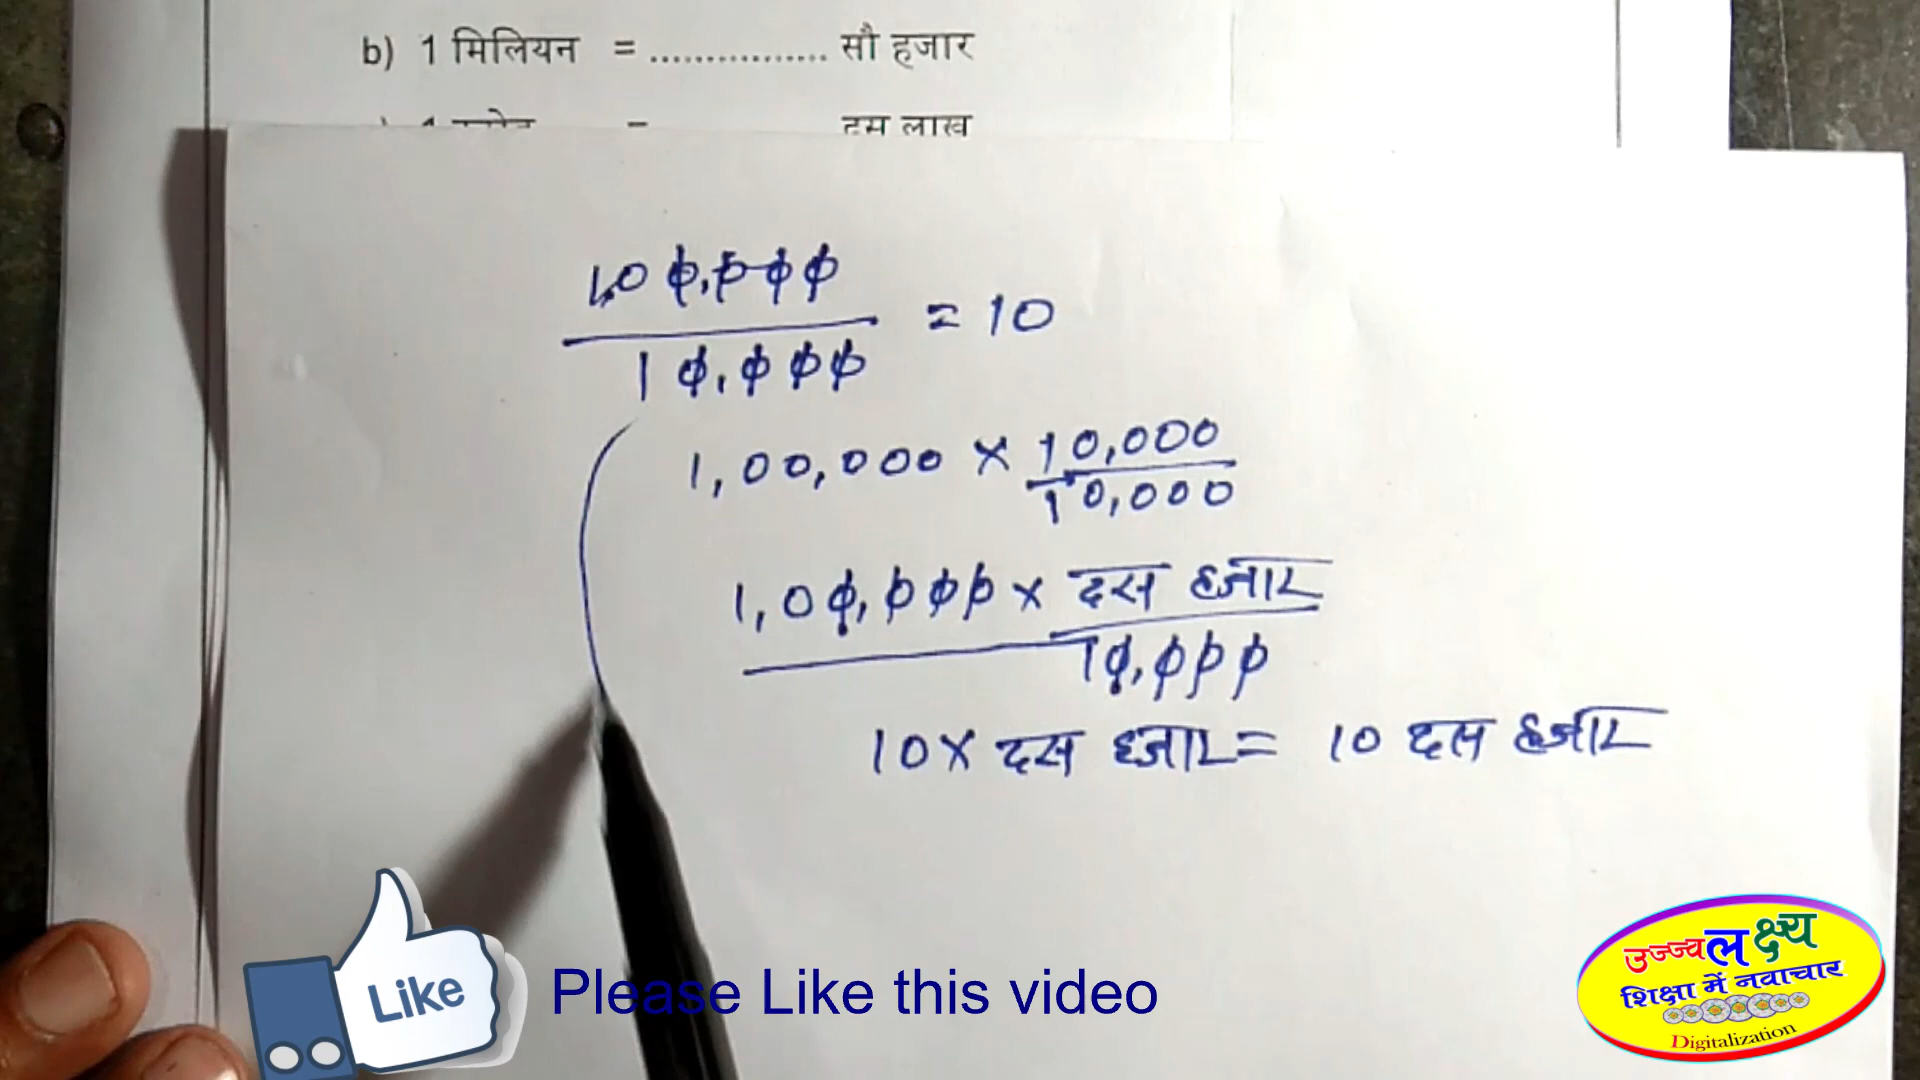 b) 1 मिलियन = ................ सौ हजार
दस लाख
1,00,000
10,000
= 10
1,00,000 × 10,000
10,000
1,00,000 × दस हजार
10,000
10 × दस हजार = 10 दस हजार
Like
Please Like this video
उज्ज्वल लक्ष्य
शिक्षा में नवाचार
Digitalization